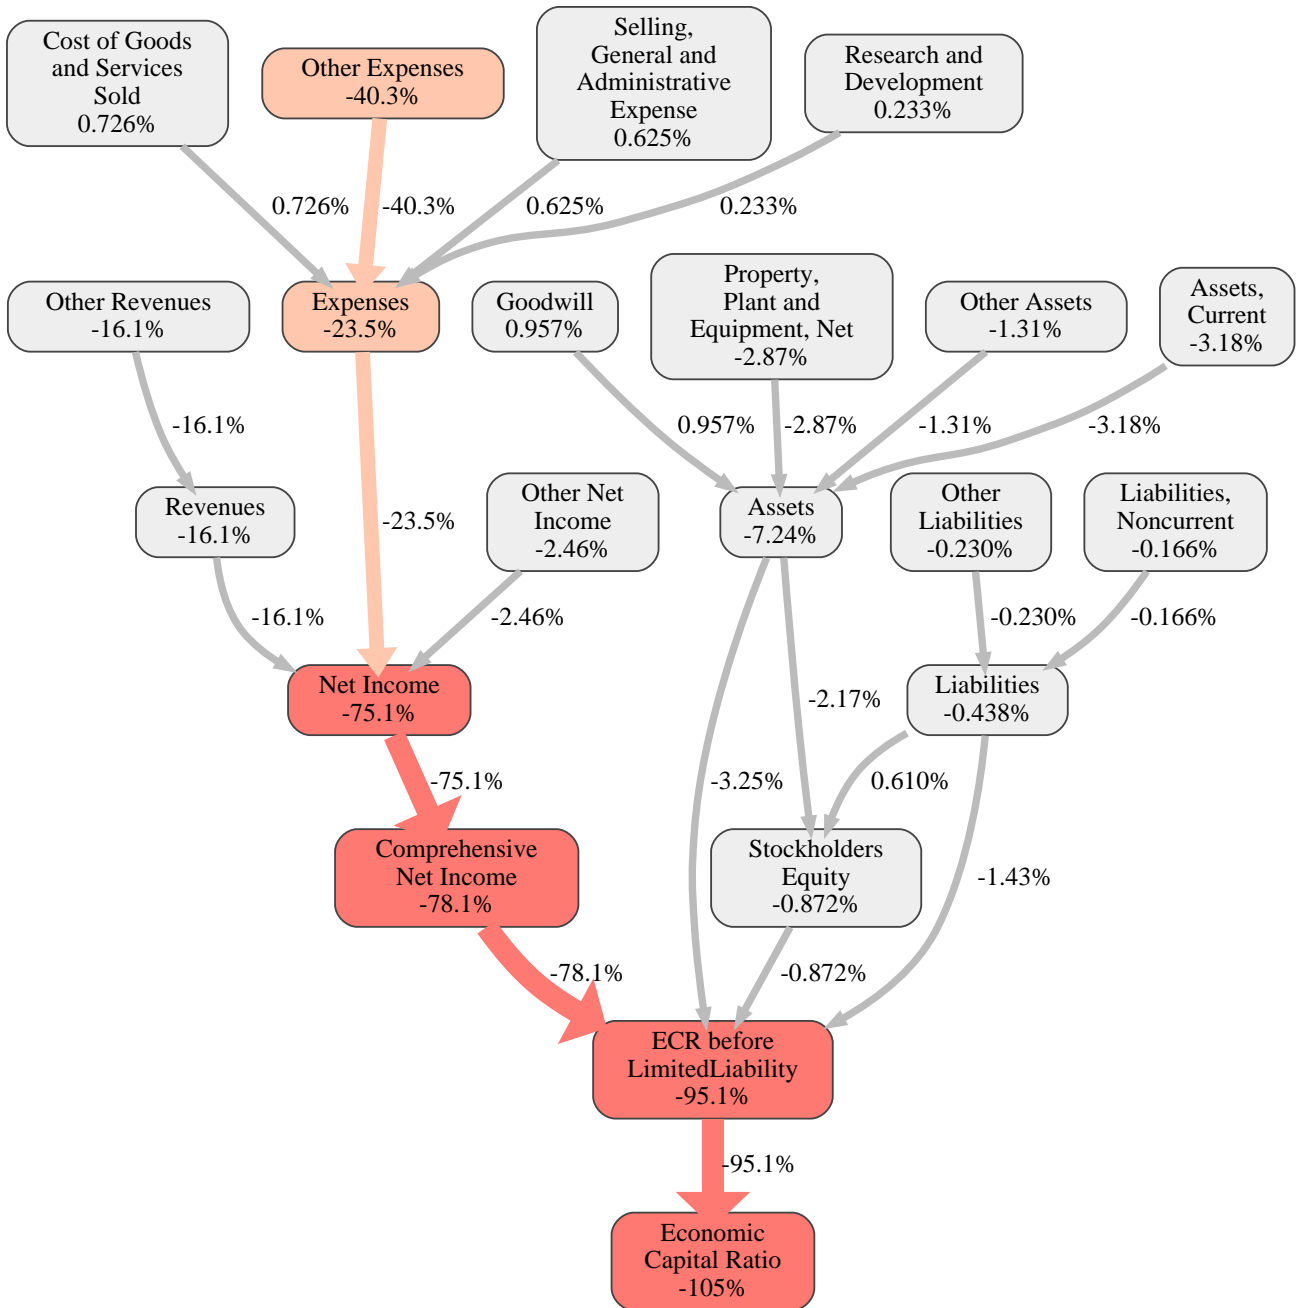 Cost of Goods
and Services
Sold
0.726%
Other Expenses
-40.3%
Selling,
General and
Administrative
Expense
0.625%
Research and
Development
0.233%
0.726%
-40.3%
0.625%
0.233%
Other Revenues
-16.1%
Expenses
-23.5%
Goodwill
0.957%
Property,
Plant and
Equipment, Net
-2.87%
Other Assets
-1.31%
Assets,
Current
-3.18%
-16.1%
0.957%
-2.87%
-1.31%
-3.18%
Revenues
-16.1%
-23.5%
Other Net
Income
-2.46%
Assets
-7.24%
Other
Liabilities
-0.230%
Liabilities,
Noncurrent
-0.166%
-16.1%
-2.46%
-0.230%
-0.166%
Net Income
-75.1%
-2.17%
Liabilities
-0.438%
-75.1%
-3.25%
0.610%
Comprehensive
Net Income
-78.1%
Stockholders
Equity
-0.872%
-1.43%
-78.1%
-0.872%
ECR before
LimitedLiability
-95.1%
-95.1%
Economic
Capital Ratio
-105%